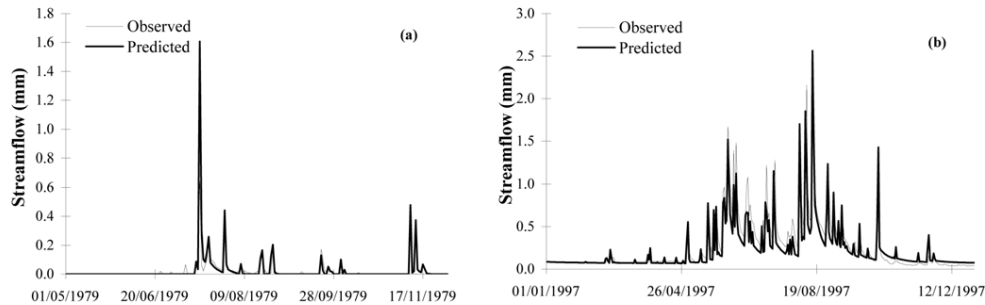 1.8
1.6
1.4
1.2
1.0
0.8
0.6
0.4
0.2
0.0
Streamflow (mm)
Observed
Predicted
(a)
01/05/1979 20/06/1979 09/08/1979 28/09/1979 17/11/1979
3.0
2.5
2.0
1.5
1.0
0.5
0.0
Streamflow (mm)
Observed
Predicted
(b)
01/01/1997 26/04/1997 19/08/1997 12/12/1997